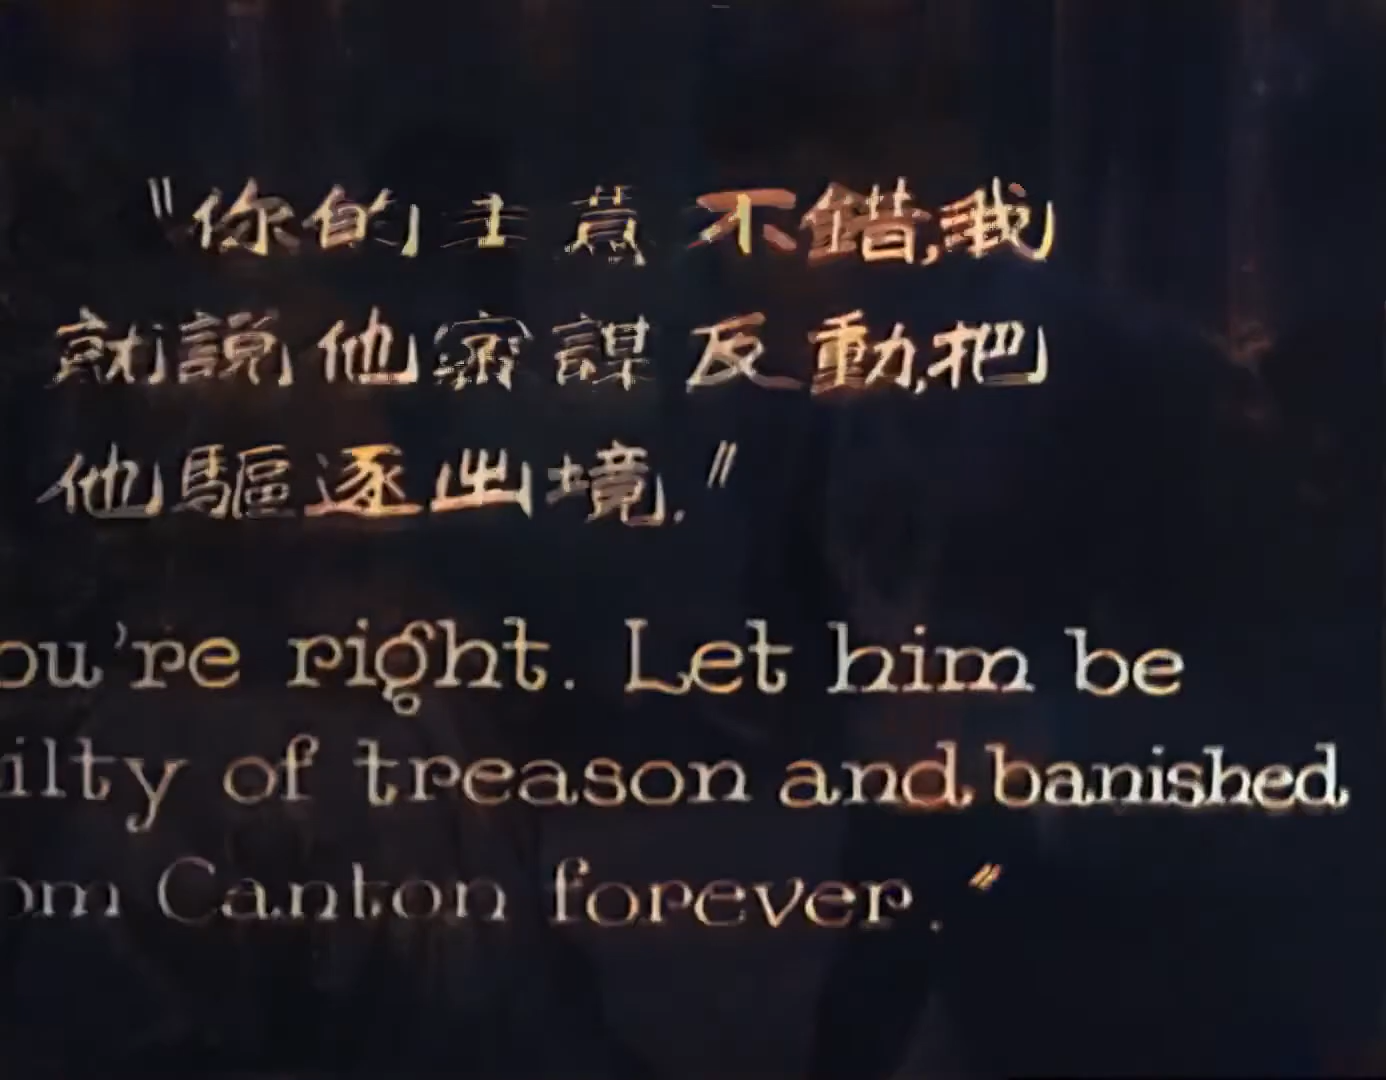 "你的主意不錯,我
就說他密謀反動,把
他驅逐出境."
ou're right. Let him be
ilty of treason and banished
om Canton forever."